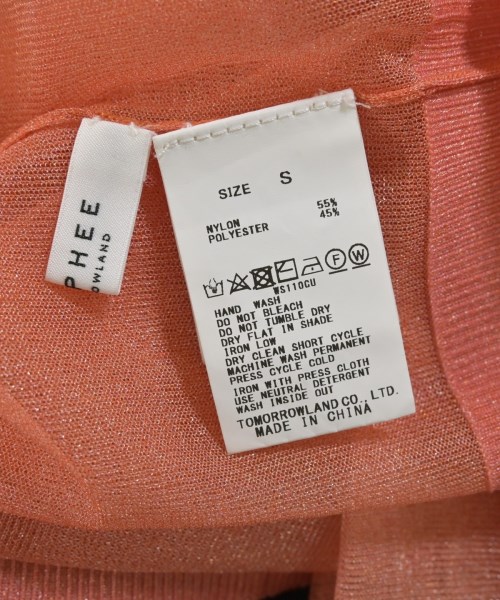 PHEE
SIZE S
NYLON 55%
POLYESTER 45%
F W
WS110CU
HAND WASH
DO NOT BLEACH
DO NOT TUMBLE DRY
DRY FLAT IN SHADE
IRON LOW
DRY CLEAN SHORT CYCLE
MACHINE WASH PERMANENT
PRESS CYCLE COLD
IRON WITH PRESS CLOTH
USE NEUTRAL DETERGENT
WASH INSIDE OUT
TOMORROWLAND CO., LTD.
MADE IN CHINA